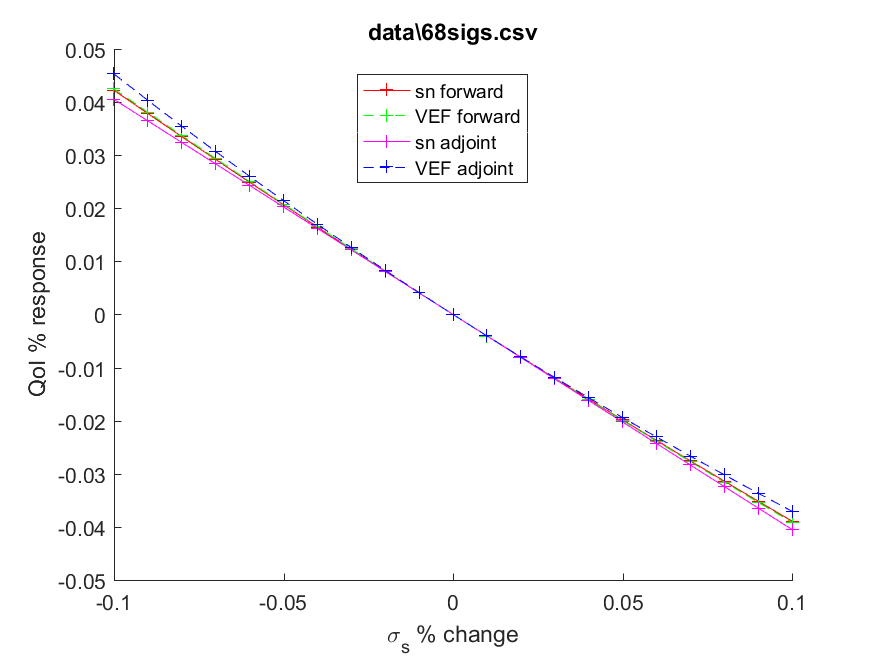 data\68sigs.csv
sn forward
VEF forward
sn adjoint
VEF adjoint
0.05
0.04
0.03
0.02
0.01
0
-0.01
-0.02
-0.03
-0.04
-0.05
QoI % response
-0.1
-0.05
0
0.05
0.1
σs % change